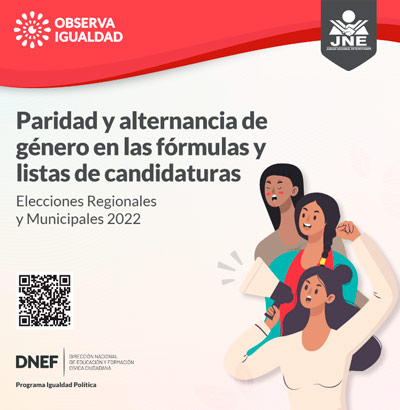 OBSERVA
IGUALDAD
JNE
Paridad y alternancia de
género en las fórmulas y
listas de candidaturas
Elecciones Regionales
y Municipales 2022
DNEF
DIRECCIÓN NACIONAL
DE EDUCACIÓN Y FORMACIÓN
CÍVICA CIUDADANA
Programa Igualdad Política